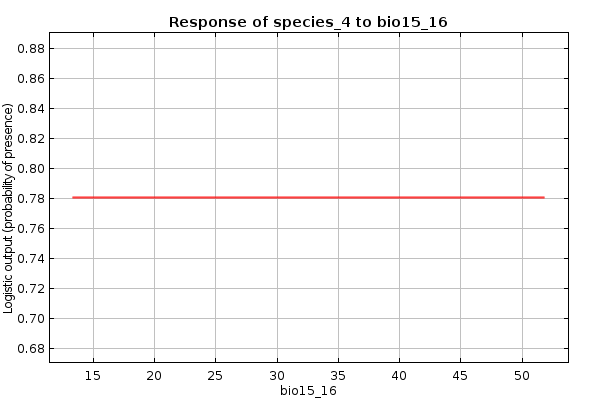 Response of species_4 to bio15_16
Logistic output (probability of presence)
0.88
0.86
0.84
0.82
0.80
0.78
0.76
0.74
0.72
0.70
0.68
15 20 25 30 35 40 45 50
bio15_16